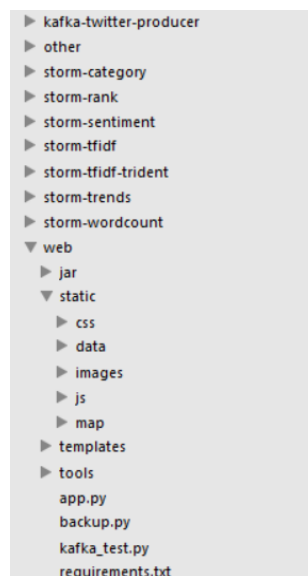 kafka-twitter-producer
other
storm-category
storm-rank
storm-sentiment
storm-tfidf
storm-tfidf-trident
storm-trends
storm-wordcount
web
jar
static
css
data
images
js
map
templates
tools
app.py
backup.py
kafka_test.py
requirements.txt